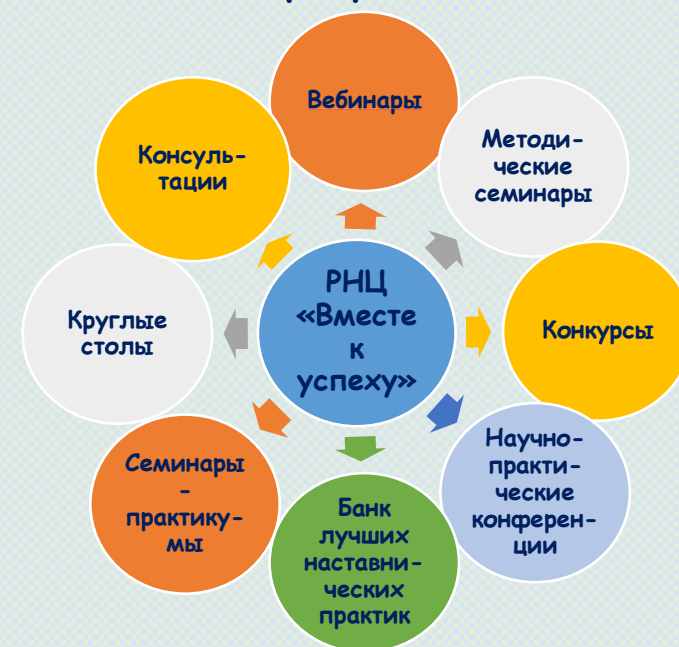 Вебинары
Методи-
ческие
семинары
Конкурсы
Научно-
практи-
ческие
конферен-
ции
Банк
лучших
наставни-
ческих
практик
Семинары
-
практику-
мы
Круглые
столы
Консуль-
тации
РНЦ
«Вместе
к
успеху»